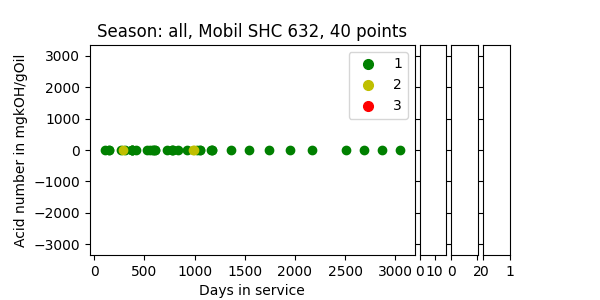 Season: all, Mobil SHC 632, 40 points
Acid number in mgKOH/gOil
3000
2000
1000
0
−1000
−2000
−3000
1
2
3
0 500 1000 1500 2000 2500 3000 0 10 0 20 1
Days in service